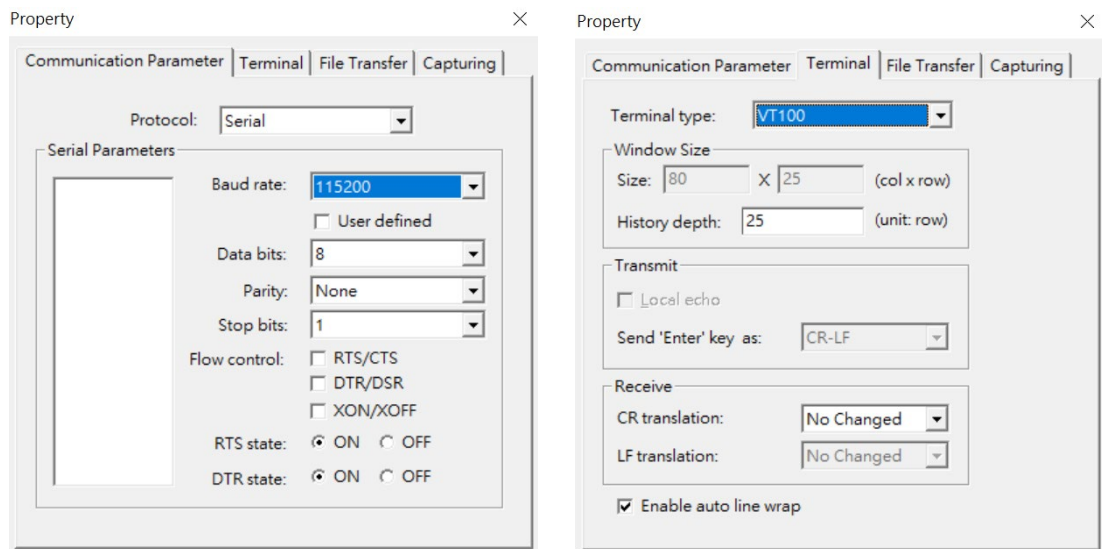 Property
Communication Parameter Terminal File Transfer Capturing
Protocol: Serial
Serial Parameters
Baud rate: 115200
User defined
Data bits: 8
Parity: None
Stop bits: 1
Flow control: RTS/CTS
DTR/DSR
XON/XOFF
RTS state: ON OFF
DTR state: ON OFF
Property
Communication Parameter Terminal File Transfer Capturing
Terminal type: VT100
Window Size
Size: 80 X 25 (col x row)
History depth: 25 (unit: row)
Transmit
Local echo
Send 'Enter' key as: CR-LF
Receive
CR translation: No Changed
LF translation: No Changed
Enable auto line wrap